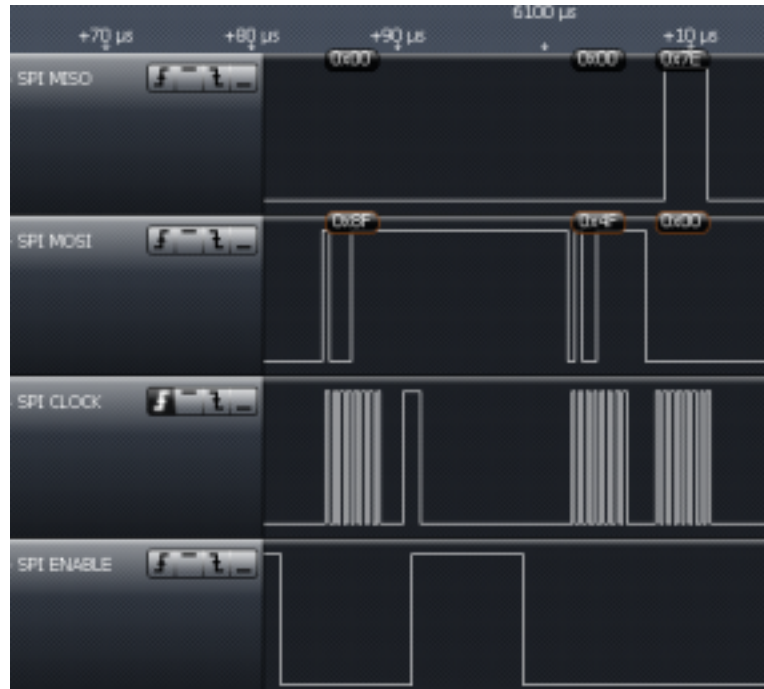 6100 µs
+70 µs +80 µs +90 µs +10 µs
0x00 0x00 0x7E
SPI MISO
0x8F 0x4F 0x00
SPI MOSI
SPI CLOCK
SPI ENABLE